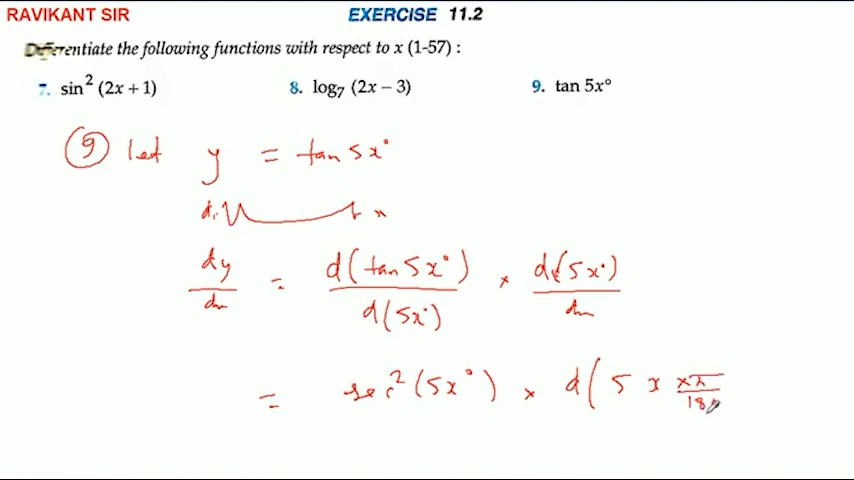 RAVIKANT SIR EXERCISE 11.2
Differentiate the following functions with respect to x (1-57) :
7. sin² (2x + 1) 8. log₇ (2x – 3) 9. tan 5x°
⑨ let y = tan 5x°
x
dy/dx = d(tan 5x°)/d(5x°) × d(5x°)/dx
= sec² (5x°) × d(5 x × π/180